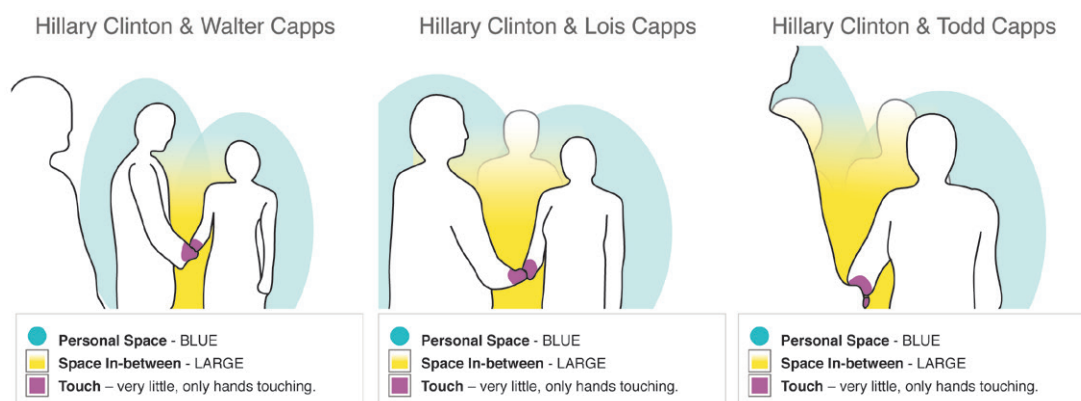 Hillary Clinton & Walter Capps
Personal Space - BLUE
Space In-between - LARGE
Touch – very little, only hands touching.
Hillary Clinton & Lois Capps
Personal Space - BLUE
Space In-between - LARGE
Touch – very little, only hands touching.
Hillary Clinton & Todd Capps
Personal Space - BLUE
Space In-between - LARGE
Touch – very little, only hands touching.